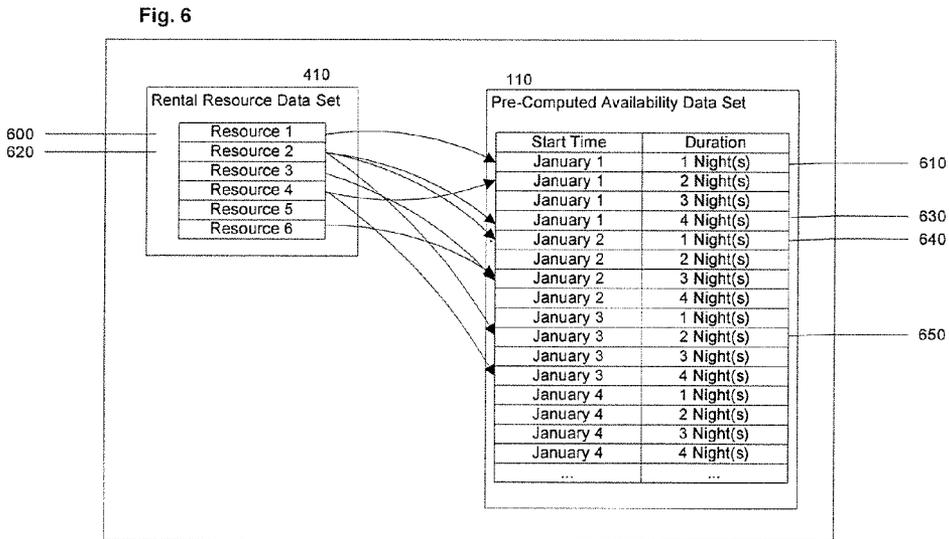 Fig. 6
410
110
Rental Resource Data Set
Pre-Computed Availability Data Set
600
620
Resource 1
Resource 2
Resource 3
Resource 4
Resource 5
Resource 6
Start Time Duration
January 1 1 Night(s) 610
January 1 2 Night(s)
January 1 3 Night(s)
January 1 4 Night(s) 630
January 2 1 Night(s) 640
January 2 2 Night(s)
January 2 3 Night(s)
January 2 4 Night(s)
January 3 1 Night(s)
January 3 2 Night(s) 650
January 3 3 Night(s)
January 3 4 Night(s)
January 4 1 Night(s)
January 4 2 Night(s)
January 4 3 Night(s)
January 4 4 Night(s)
... ...